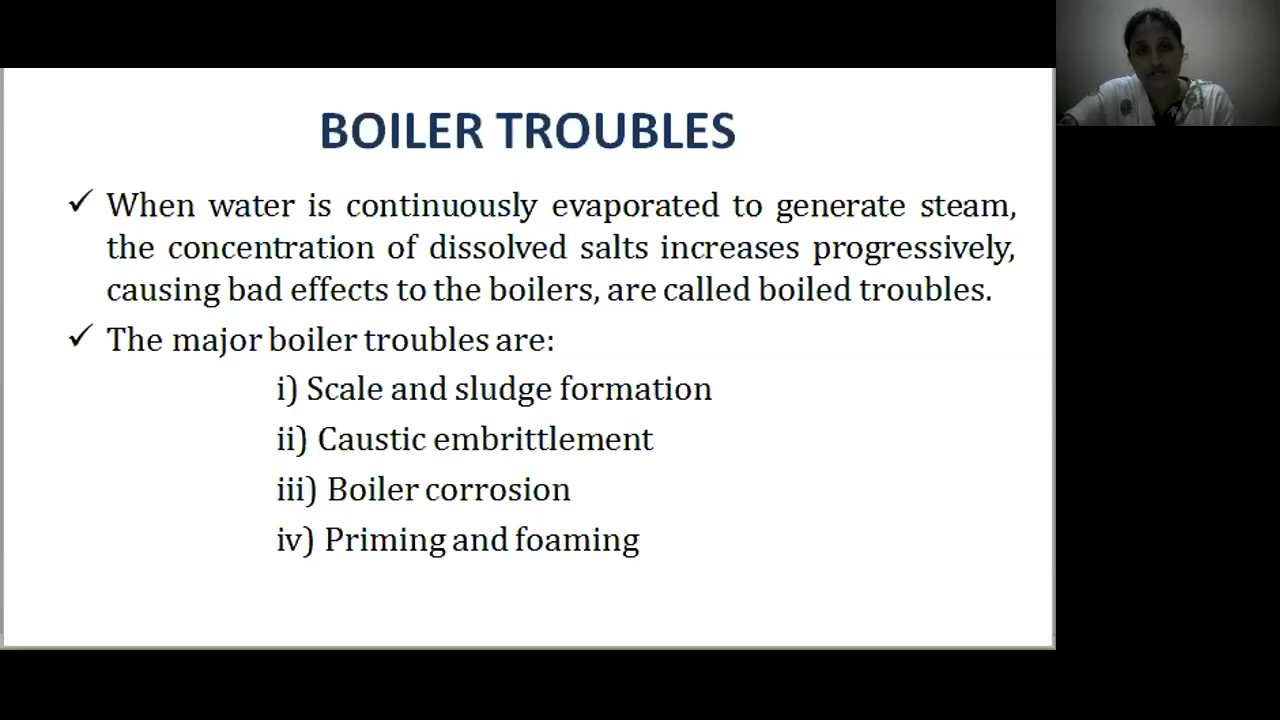 BOILER TROUBLES
✓ When water is continuously evaporated to generate steam,
the concentration of dissolved salts increases progressively,
causing bad effects to the boilers, are called boiled troubles.
✓ The major boiler troubles are:
i) Scale and sludge formation
ii) Caustic embrittlement
iii) Boiler corrosion
iv) Priming and foaming